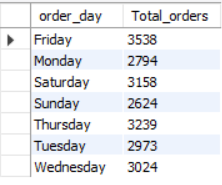 order_day Total_orders
Friday 3538
Monday 2794
Saturday 3158
Sunday 2624
Thursday 3239
Tuesday 2973
Wednesday 3024